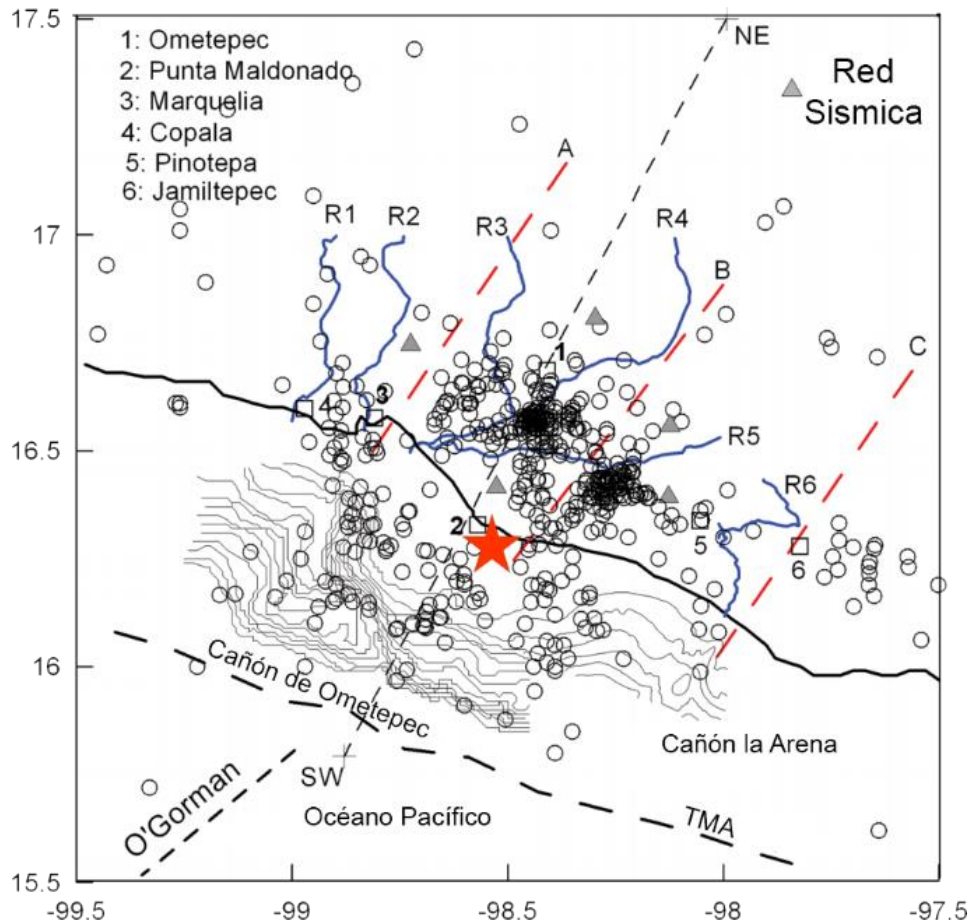 17.5
1: Ometepec
2: Punta Maldonado
3: Marquelia
4: Copala
5: Pinotepa
6: Jamiltepec
NE
Red
Sismica
A
R1
R2
R3
R4
17
B
C
1
4
3
16.5
R5
R6
2
5
6
16
Cañón de Ometepec
Cañón la Arena
SW
O'Gorman
Océano Pacífico
TMA
15.5
-99.5
-99
-98.5
-98
-97.5